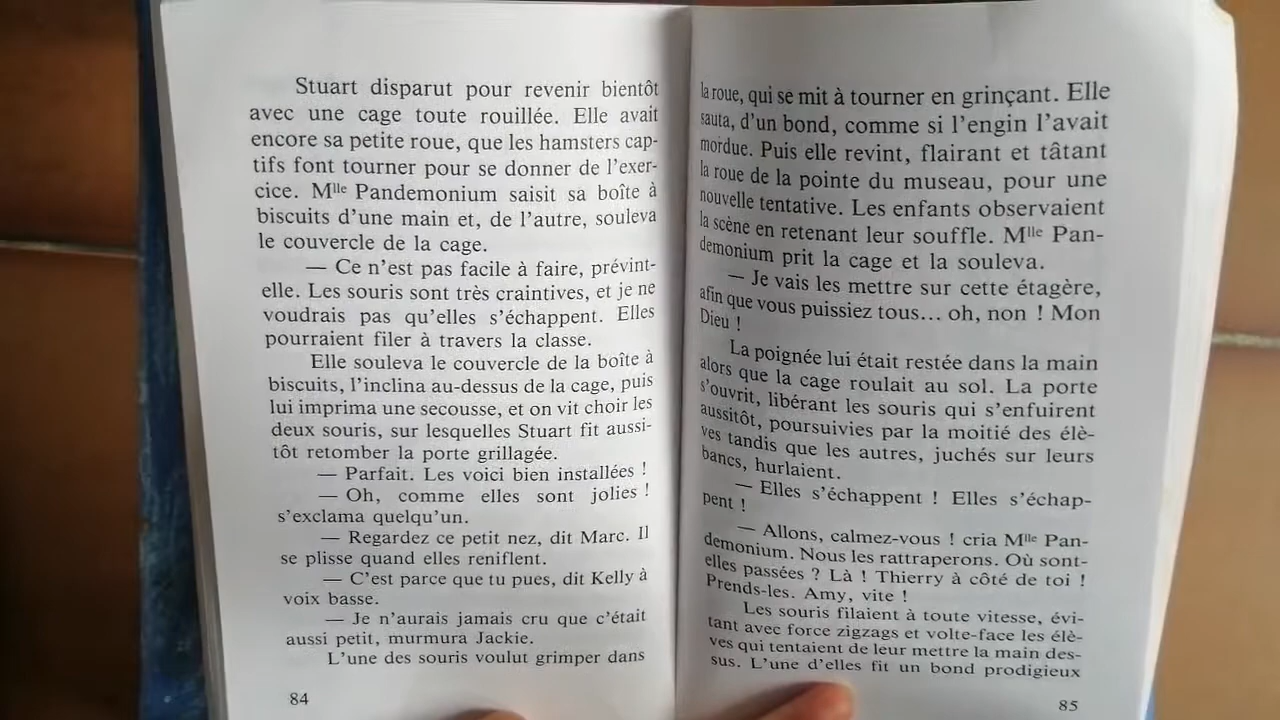 Stuart disparut pour revenir bientôt
avec une cage toute rouillée. Elle avait
encore sa petite roue, que les hamsters cap-
tifs font tourner pour se donner de l'exer-
cice. Mlle Pandemonium saisit sa boîte à
biscuits d'une main et, de l'autre, souleva
le couvercle de la cage.
— Ce n'est pas facile à faire, prévint-
elle. Les souris sont très craintives, et je ne
voudrais pas qu'elles s'échappent. Elles
pourraient filer à travers la classe.
Elle souleva le couvercle de la boîte à
biscuits, l'inclina au-dessus de la cage, puis
lui imprima une secousse, et on vit choir les
deux souris, sur lesquelles Stuart fit aussi-
tôt retomber la porte grillagée.
— Parfait. Les voici bien installées !
— Oh, comme elles sont jolies !
s'exclama quelqu'un.
— Regardez ce petit nez, dit Marc. Il
se plisse quand elles reniflent.
— C'est parce que tu pues, dit Kelly à
voix basse.
— Je n'aurais jamais cru que c'était
aussi petit, murmura Jackie.
L'une des souris voulut grimper dans
84
la roue, qui se mit à tourner en grinçant. Elle
sauta, d'un bond, comme si l'engin l'avait
mordue. Puis elle revint, flairant et tâtant
la roue de la pointe du museau, pour une
nouvelle tentative. Les enfants observaient
la scène en retenant leur souffle. Mlle Pan-
demonium prit la cage et la souleva.
— Je vais les mettre sur cette étagère,
afin que vous puissiez tous... oh, non ! Mon
Dieu !
La poignée lui était restée dans la main
alors que la cage roulait au sol. La porte
s'ouvrit, libérant les souris qui s'enfuirent
aussitôt, poursuivies par la moitié des élè-
ves tandis que les autres, juchés sur leurs
bancs, hurlaient.
— Elles s'échappent ! Elles s'échap-
pent !
— Allons, calmez-vous ! cria Mlle Pan-
demonium. Nous les rattraperons. Où sont-
elles passées ? Là ! Thierry à côté de toi !
Prends-les. Amy, vite !
Les souris filaient à toute vitesse, évi-
tant avec force zigzags et volte-face les élè-
ves qui tentaient de leur mettre la main des-
sus. L'une d'elles fit un bond prodigieux
85